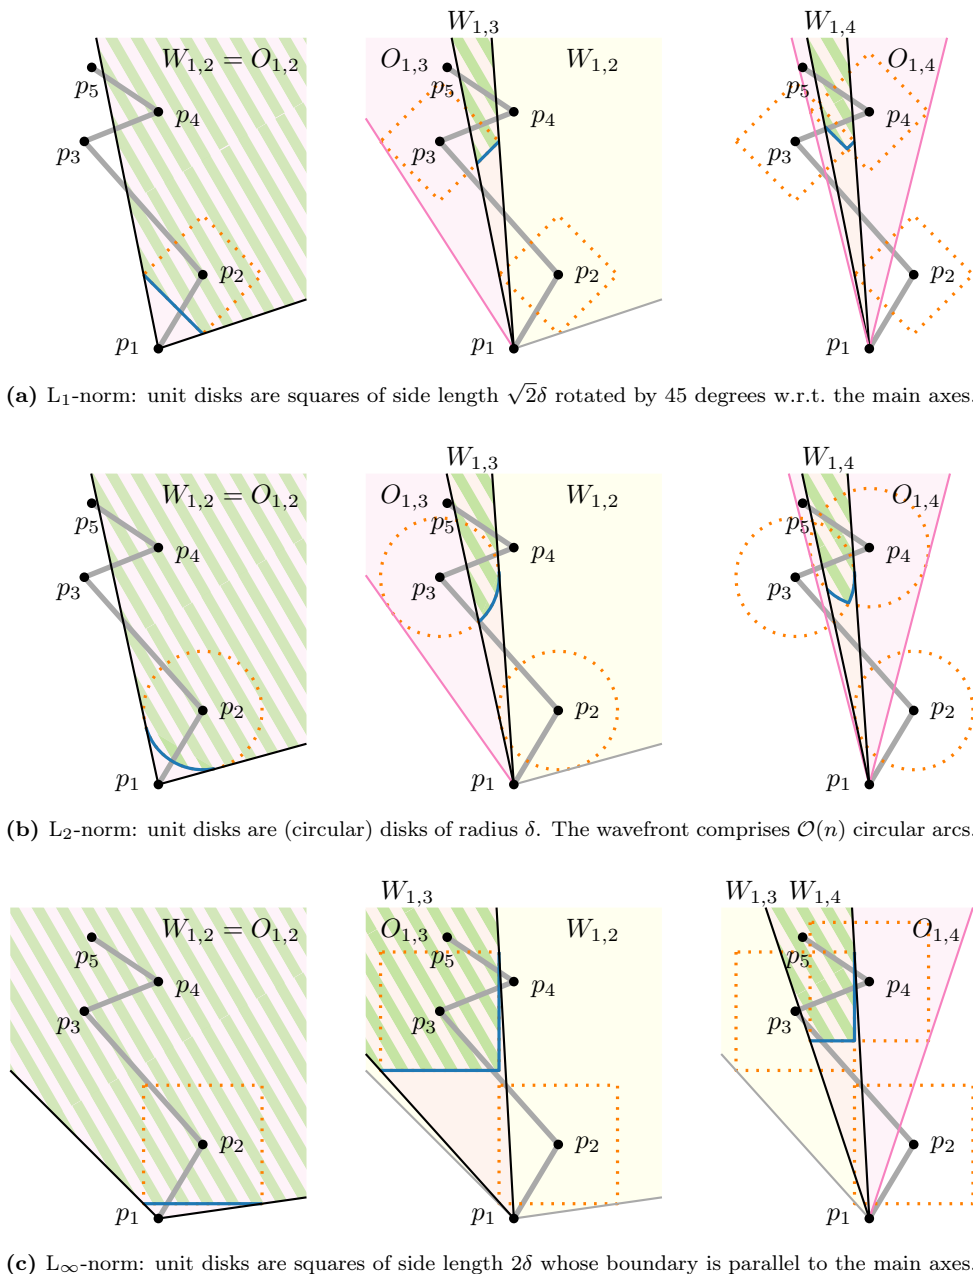 W1,3 W1,4
W1,2 = O1,2 O1,3 W1,2 O1,4
p5 p5 p5
p4 p4 p4
p3 p3 p3
p2 p2 p2
p1 p1 p1
(a) L1-norm: unit disks are squares of side length √2δ rotated by 45 degrees w.r.t. the main axes.
W1,3 W1,4
W1,2 = O1,2 O1,3 W1,2 O1,4
p5 p5 p5
p4 p4 p4
p3 p3 p3
p2 p2 p2
p1 p1 p1
(b) L2-norm: unit disks are (circular) disks of radius δ. The wavefront comprises O(n) circular arcs.
W1,3 W1,3 W1,4
W1,2 = O1,2 O1,3 W1,2 O1,4
p5 p5 p5
p4 p4 p4
p3 p3 p3
p2 p2 p2
p1 p1 p1
(c) L∞-norm: unit disks are squares of side length 2δ whose boundary is parallel to the main axes.